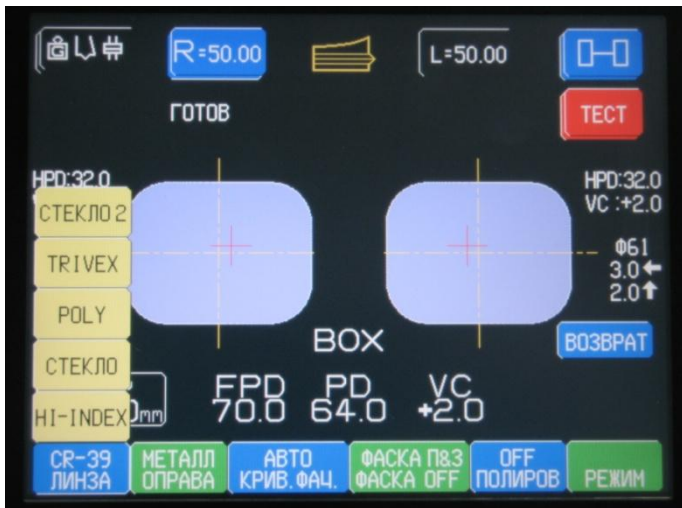 R=50.00
L=50.00
ГОТОВ
ТЕСТ
HPD:32.0
HPD:32.0
VC :+2.0
СТЕКЛО 2
TRIVEX
POLY
СТЕКЛО
HI-INDEX
Φ61
3.0←
2.0↑
BOX
ВОЗВРАТ
mm
FPD PD VC
70.0 64.0 +2.0
CR-39
ЛИНЗА
МЕТАЛЛ
ОПРАВА
АВТО
КРИВ.ФАЦ.
ФАСКА П&З
ФАСКА OFF
OFF
ПОЛИРОВ
РЕЖИМ